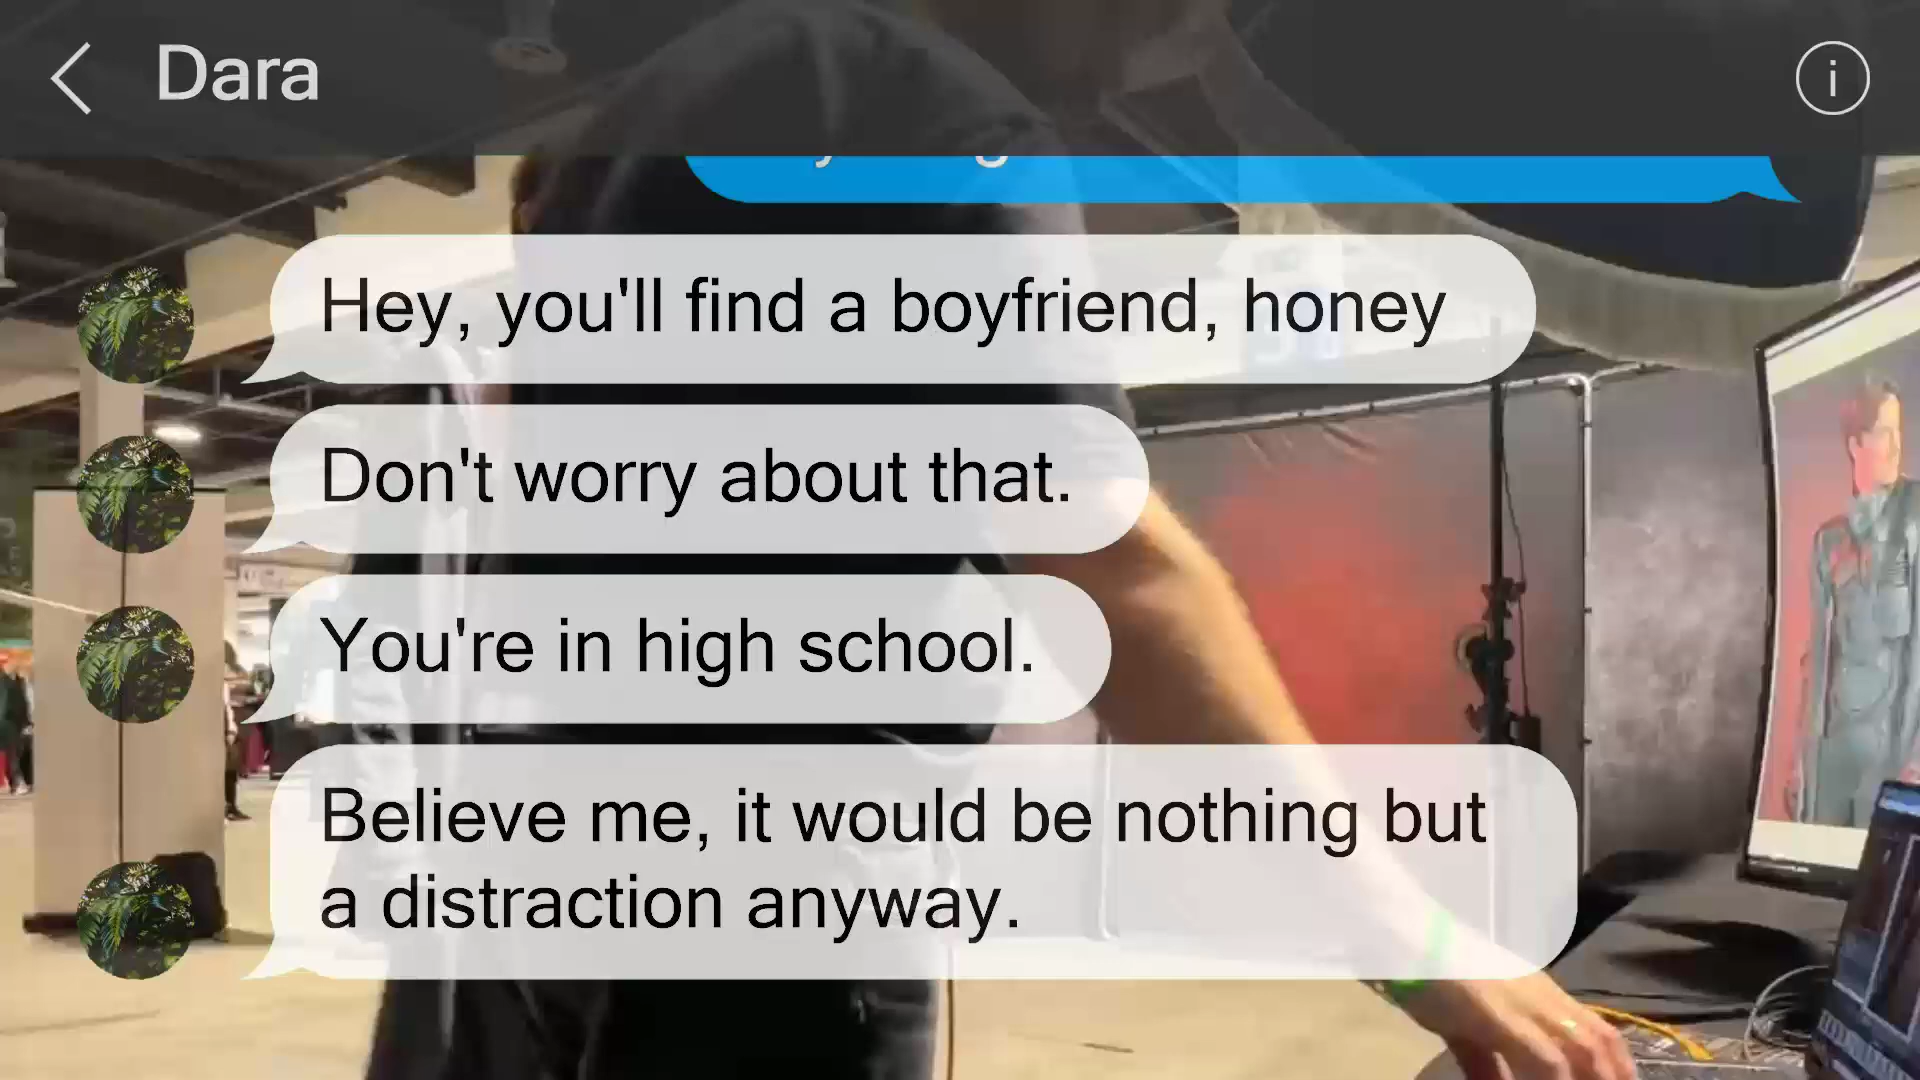 Dara
Hey, you'll find a boyfriend, honey
Don't worry about that.
You're in high school.
Believe me, it would be nothing but
a distraction anyway.